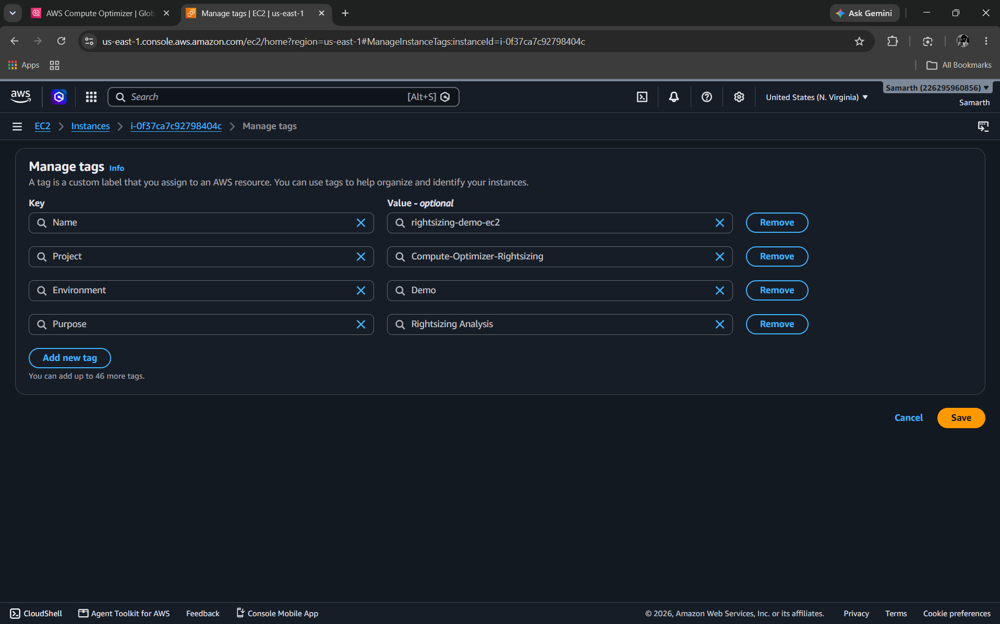 AWS Compute Optimizer | Glob
Manage tags | EC2 | us-east-1
Ask Gemini
us-east-1.console.aws.amazon.com/ec2/home?region=us-east-1#ManageInstanceTags:instanceId=i-0f37ca7c92798404c
Apps
All Bookmarks
aws
Search
[Alt+S]
United States (N. Virginia)
Samarth (226295960856)
Samarth
EC2
Instances
i-0f37ca7c92798404c
Manage tags
Manage tags Info
A tag is a custom label that you assign to an AWS resource. You can use tags to help organize and identify your instances.
Key
Value - optional
Name
rightsizing-demo-ec2
Remove
Project
Compute-Optimizer-Rightsizing
Remove
Environment
Demo
Remove
Purpose
Rightsizing Analysis
Remove
Add new tag
You can add up to 46 more tags.
Cancel
Save
CloudShell
Agent Toolkit for AWS
Feedback
Console Mobile App
© 2026, Amazon Web Services, Inc. or its affiliates.
Privacy
Terms
Cookie preferences